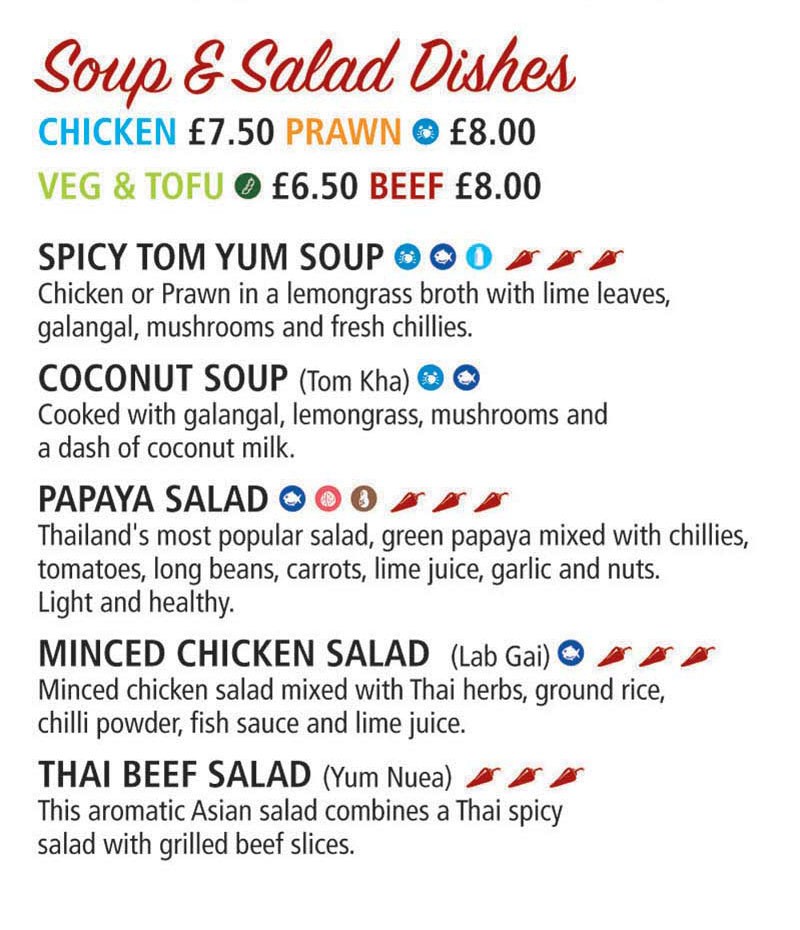 Soup & Salad Dishes
CHICKEN £7.50 PRAWN £8.00
VEG & TOFU £6.50 BEEF £8.00
SPICY TOM YUM SOUP
Chicken or Prawn in a lemongrass broth with lime leaves,
galangal, mushrooms and fresh chillies.
COCONUT SOUP (Tom Kha)
Cooked with galangal, lemongrass, mushrooms and
a dash of coconut milk.
PAPAYA SALAD
Thailand's most popular salad, green papaya mixed with chillies,
tomatoes, long beans, carrots, lime juice, garlic and nuts.
Light and healthy.
MINCED CHICKEN SALAD (Lab Gai)
Minced chicken salad mixed with Thai herbs, ground rice,
chilli powder, fish sauce and lime juice.
THAI BEEF SALAD (Yum Nuea)
This aromatic Asian salad combines a Thai spicy
salad with grilled beef slices.